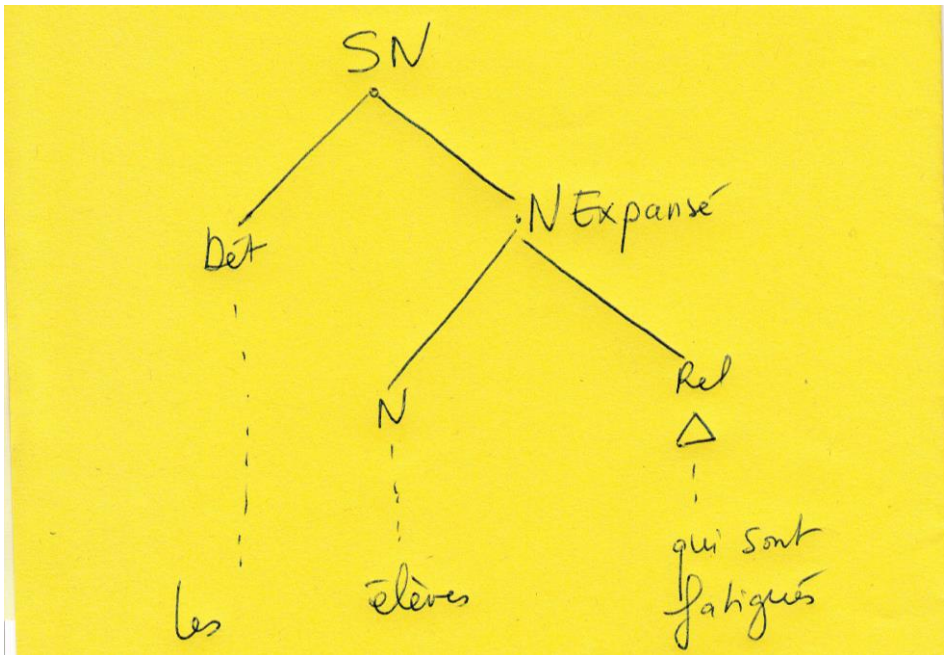 SN
N Expansé
Dét
N
Rel
les
élèves
qui sont
fatigués